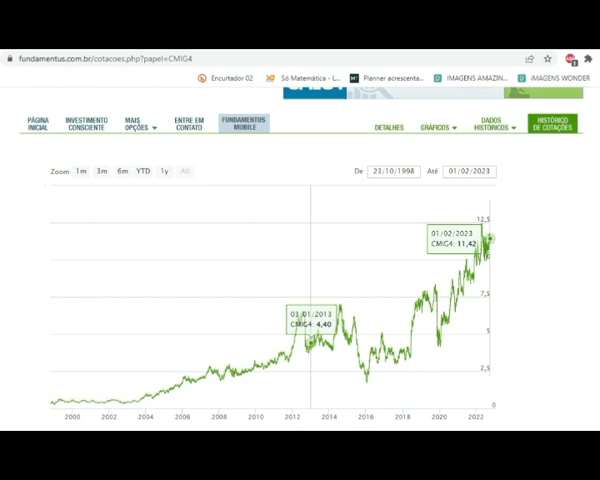 fundamentus.com.br/cotacoes.php?papel=CMIG4
Encurtador 02 Só Matemática - L... Planner acrescenta... IMAGENS AMAZIN... iMAGENS WONDER
PÁGINA INICIAL INVESTIMENTO CONSCIENTE MAIS OPÇÕES ENTRE EM CONTATO FUNDAMENTUS MOBILE DETALHES GRÁFICOS DADOS HISTÓRICOS HISTÓRICO DE COTAÇÕES
Zoom 1m 3m 6m YTD 1y All De 23/10/1998 Até 01/02/2023
12,5
01/02/2023
CMIG4: 11,42
7,5
03/01/2013
CMIG4: 4,40
5
2,5
0
2000 2002 2004 2006 2008 2010 2012 2014 2016 2018 2020 2022